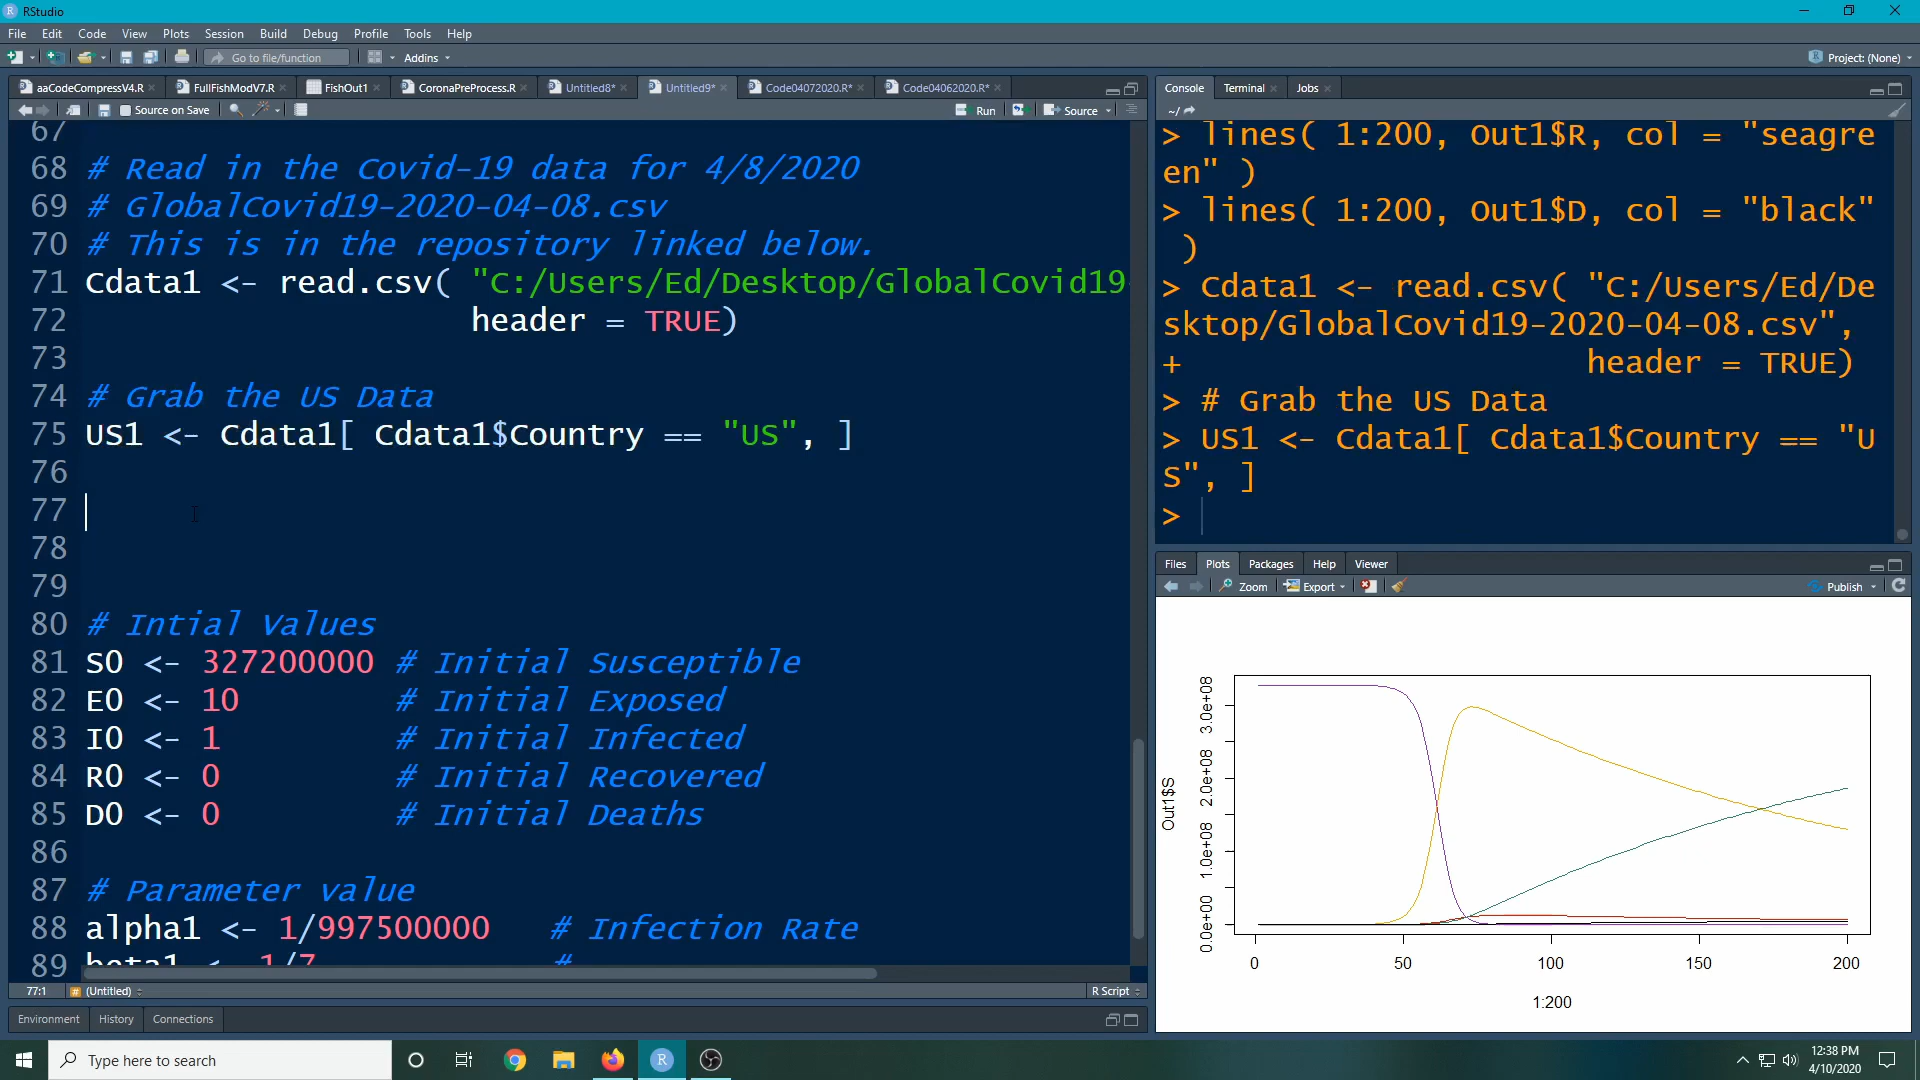 RStudio
File Edit Code View Plots Session Build Debug Profile Tools Help
Go to file/function Addins Project: (None)
aaCodeCompressV4.R FullFishModV7.R FishOut1 CoronaPreProcess.R Untitled8* Untitled9* Code04072020.R* Code04062020.R*
Source on Save Run Source
67
68 # Read in the Covid-19 data for 4/8/2020
69 # GlobalCovid19-2020-04-08.csv
70 # This is in the repository linked below.
71 Cdata1 <- read.csv( "C:/Users/Ed/Desktop/GlobalCovid19-
72 header = TRUE)
73
74 # Grab the US Data
75 US1 <- Cdata1[ Cdata1$Country == "US", ]
76
77
78
79
80 # Intial Values
81 S0 <- 327200000 # Initial Susceptible
82 E0 <- 10 # Initial Exposed
83 I0 <- 1 # Initial Infected
84 R0 <- 0 # Initial Recovered
85 D0 <- 0 # Initial Deaths
86
87 # Parameter value
88 alpha1 <- 1/997500000 # Infection Rate
89 beta1 <- 1/7 #
77:1 (Untitled) R Script
Environment History Connections
Console Terminal Jobs
~/
> lines( 1:200, Out1$R, col = "seagre
en" )
> lines( 1:200, Out1$D, col = "black"
)
> Cdata1 <- read.csv( "C:/Users/Ed/De
sktop/GlobalCovid19-2020-04-08.csv",
+ header = TRUE)
> # Grab the US Data
> US1 <- Cdata1[ Cdata1$Country == "U
S", ]
>
Files Plots Packages Help Viewer
Zoom Export Publish
Out1$S
0.0e+00 1.0e+08 2.0e+08 3.0e+08
0 50 100 150 200
1:200
Type here to search
12:38 PM
4/10/2020